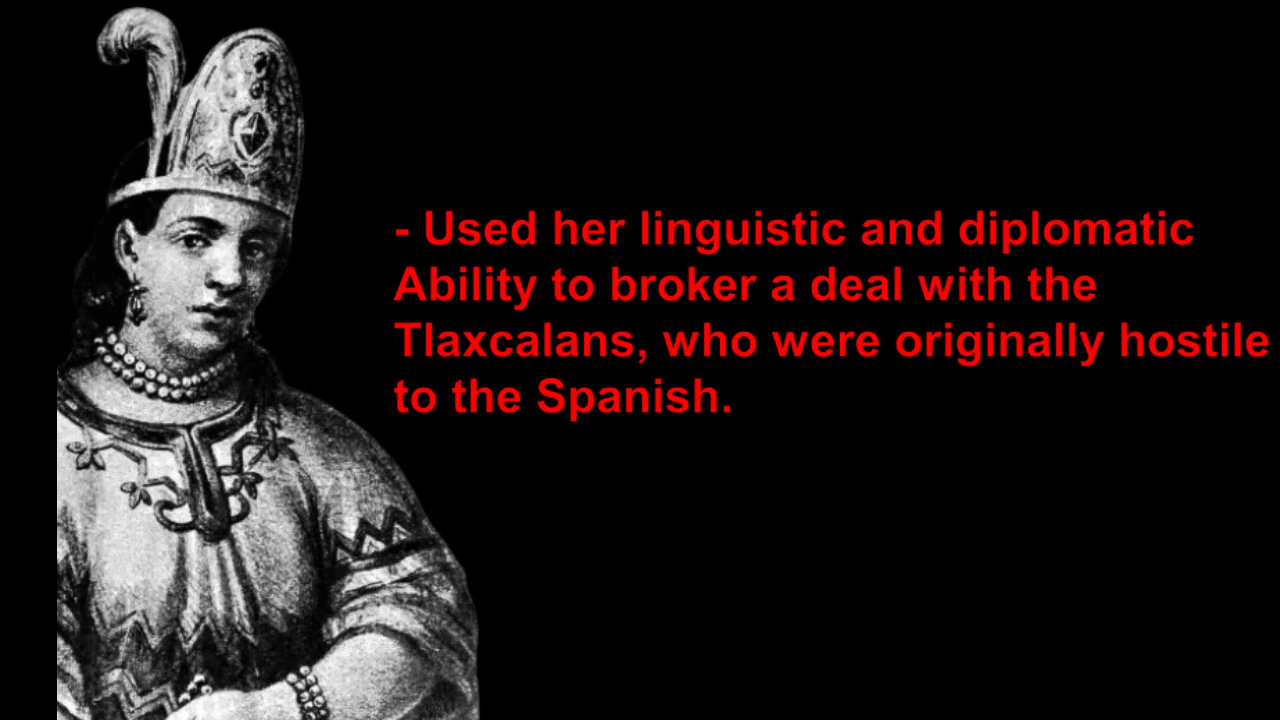 - Used her linguistic and diplomatic
Ability to broker a deal with the
Tlaxcalans, who were originally hostile
to the Spanish.